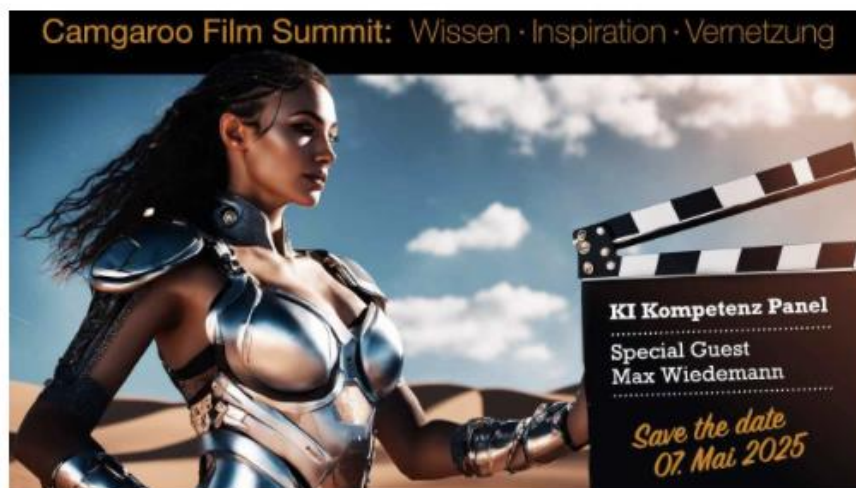 Camgaroo Film Summit: Wissen · Inspiration · Vernetzung
KI Kompetenz Panel
Special Guest
Max Wiedemann
Save the date
07. Mai 2025